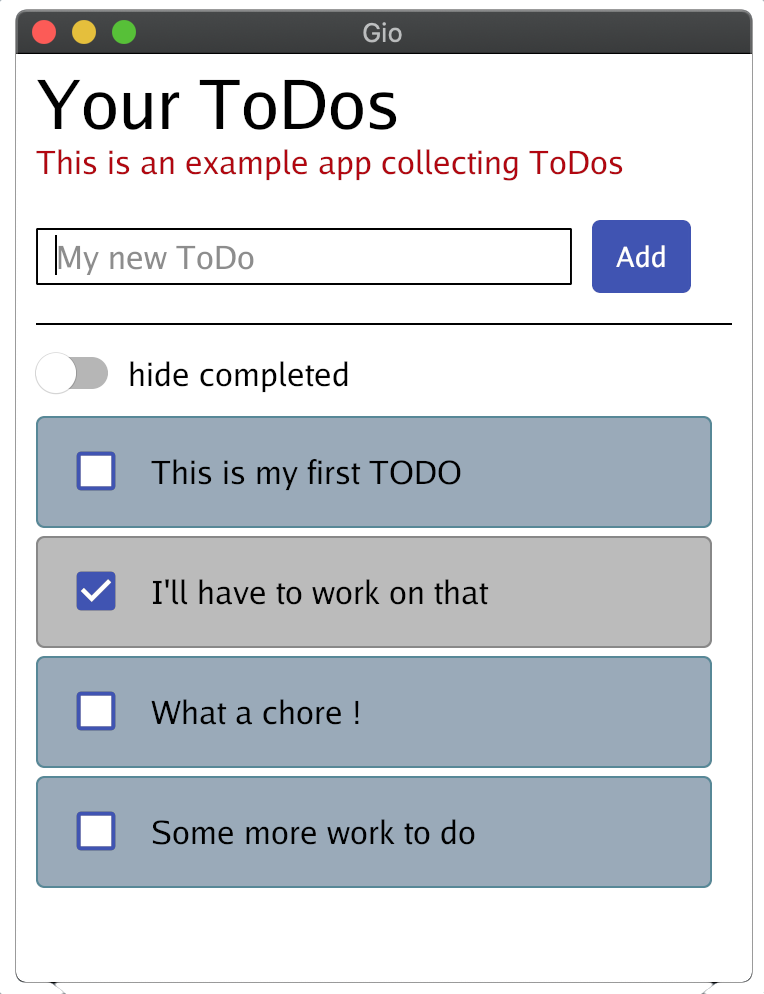 Gio
Your ToDos
This is an example app collecting ToDos
My new ToDo
Add
hide completed
This is my first TODO
I'll have to work on that
What a chore !
Some more work to do